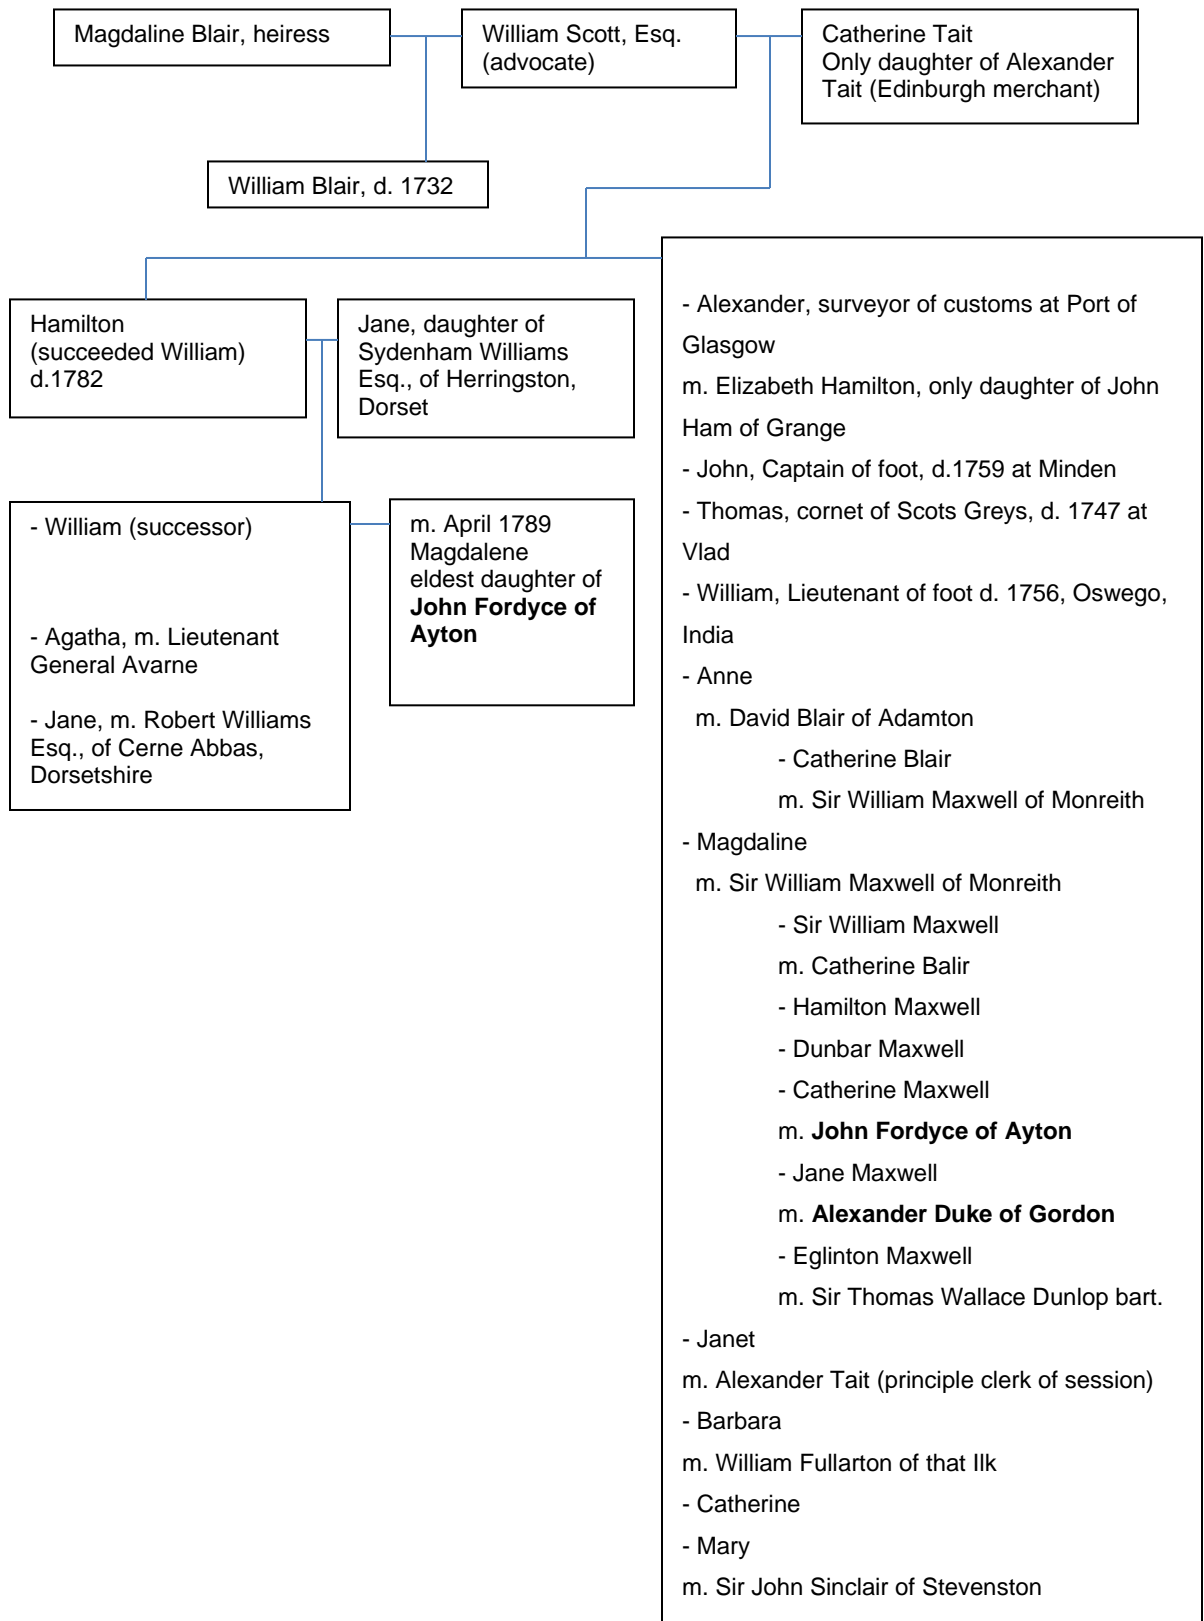 Magdaline Blair, heiress
William Scott, Esq.
(advocate)
Catherine Tait
Only daughter of Alexander
Tait (Edinburgh merchant)
William Blair, d. 1732
Hamilton
(succeeded William)
d.1782
Jane, daughter of
Sydenham Williams
Esq., of Herringston,
Dorset
- William (successor)
- Agatha, m. Lieutenant
General Avarne
- Jane, m. Robert Williams
Esq., of Cerne Abbas,
Dorsetshire
m. April 1789
Magdalene
eldest daughter of
John Fordyce of
Ayton
- Alexander, surveyor of customs at Port of
Glasgow
m. Elizabeth Hamilton, only daughter of John
Ham of Grange
- John, Captain of foot, d.1759 at Minden
- Thomas, cornet of Scots Greys, d. 1747 at
Vlad
- William, Lieutenant of foot d. 1756, Oswego,
India
- Anne
m. David Blair of Adamton
- Catherine Blair
m. Sir William Maxwell of Monreith
- Magdaline
m. Sir William Maxwell of Monreith
- Sir William Maxwell
m. Catherine Balir
- Hamilton Maxwell
- Dunbar Maxwell
- Catherine Maxwell
m. John Fordyce of Ayton
- Jane Maxwell
m. Alexander Duke of Gordon
- Eglinton Maxwell
m. Sir Thomas Wallace Dunlop bart.
- Janet
m. Alexander Tait (principle clerk of session)
- Barbara
m. William Fullarton of that Ilk
- Catherine
- Mary
m. Sir John Sinclair of Stevenston